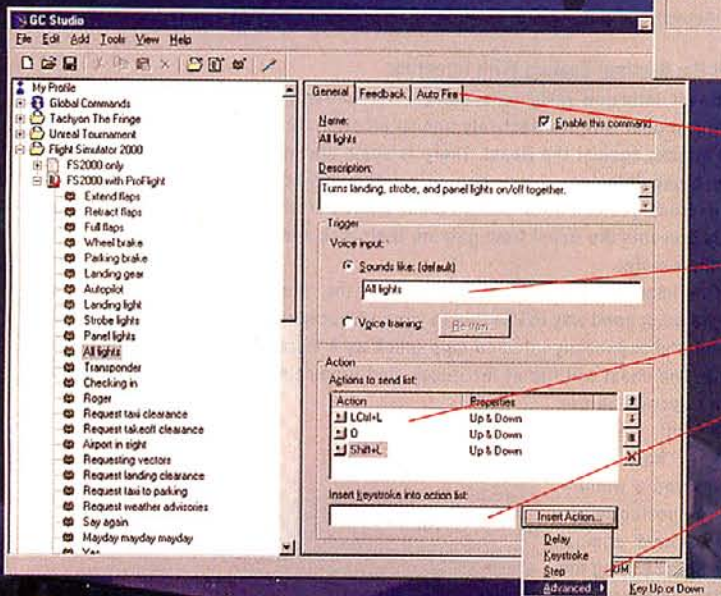 GC Studio
File Edit Add Tools View Help
My Profile
Global Commands
Tachyon The Fringe
Unreal Tournament
Flight Simulator 2000
FS2000 only
FS2000 with ProFlight
Extend flaps
Retract flaps
Full flaps
Wheel brake
Parking brake
Landing gear
Autopilot
Landing light
Strobe lights
Panel lights
All lights
Transponder
Checking in
Roger
Request taxi clearance
Request takeoff clearance
Airport in sight
Requesting vectors
Request landing clearance
Request taxi to parking
Request weather advisories
Say again
Mayday mayday mayday
Yes
General Feedback Auto Fire
Name: Enable this command
All lights
Description:
Turns landing, strobe, and panel lights on/off together.
Trigger
Voice input:
Sounds like: (default)
All lights
Voice training:
Action
Actions to send list:
Action Properties
LCtrl+L Up & Down
O Up & Down
Shift+L Up & Down
Insert Keystroke into action list:
Insert Action...
Delay
Keystroke
Step
Advanced Key Up or Down